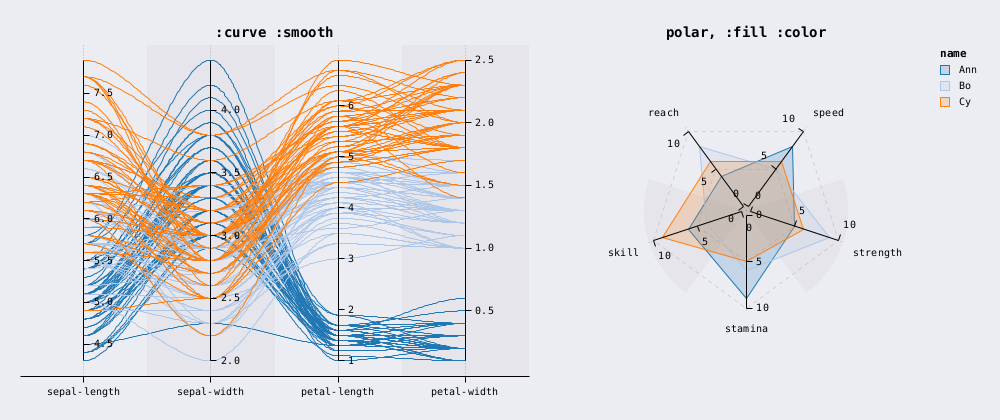 :curve :smooth
7.5
7.0
6.5
6.0
5.5
5.0
4.5
4.0
3.5
3.0
2.5
2.0
6
5
4
3
2
1
2.5
2.0
1.5
1.0
0.5
sepal-length
sepal-width
petal-length
petal-width
polar, :fill :color
name
Ann
Bo
Cy
reach
speed
strength
stamina
skill
10
5
0
10
5
0
10
5
0
10
5
0
10
5
0